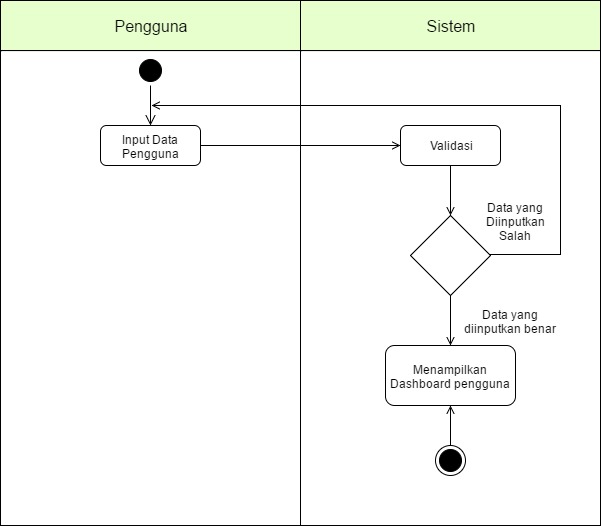 Pengguna
Sistem
Input Data
Pengguna
Validasi
Data yang
Diinputkan
Salah
Data yang
diinputkan benar
Menampilkan
Dashboard pengguna